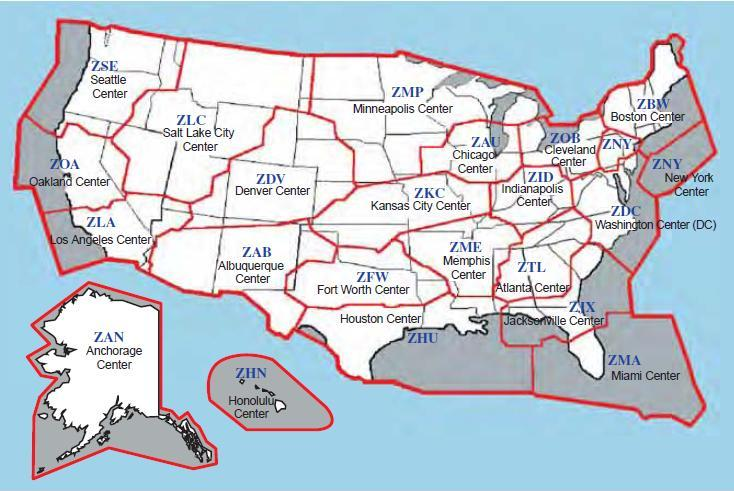 ZSE
Seattle
Center
ZLC
Salt Lake City
Center
ZMP
Minneapolis Center
ZBW
Boston Center
ZAU
Chicago
Center
ZOB
Cleveland
Center
ZNY
ZNY
New York
Center
ZOA
Oakland Center
ZDV
Denver Center
ZKC
Kansas City Center
ZID
Indianapolis
Center
ZDC
Washington Center (DC)
ZLA
Los Angeles Center
ZAB
Albuquerque
Center
ZFW
Fort Worth Center
ZME
Memphis
Center
ZTL
Atlanta Center
ZJX
Jacksonville Center
Houston Center
ZHU
ZMA
Miami Center
ZAN
Anchorage
Center
ZHN
Honolulu
Center